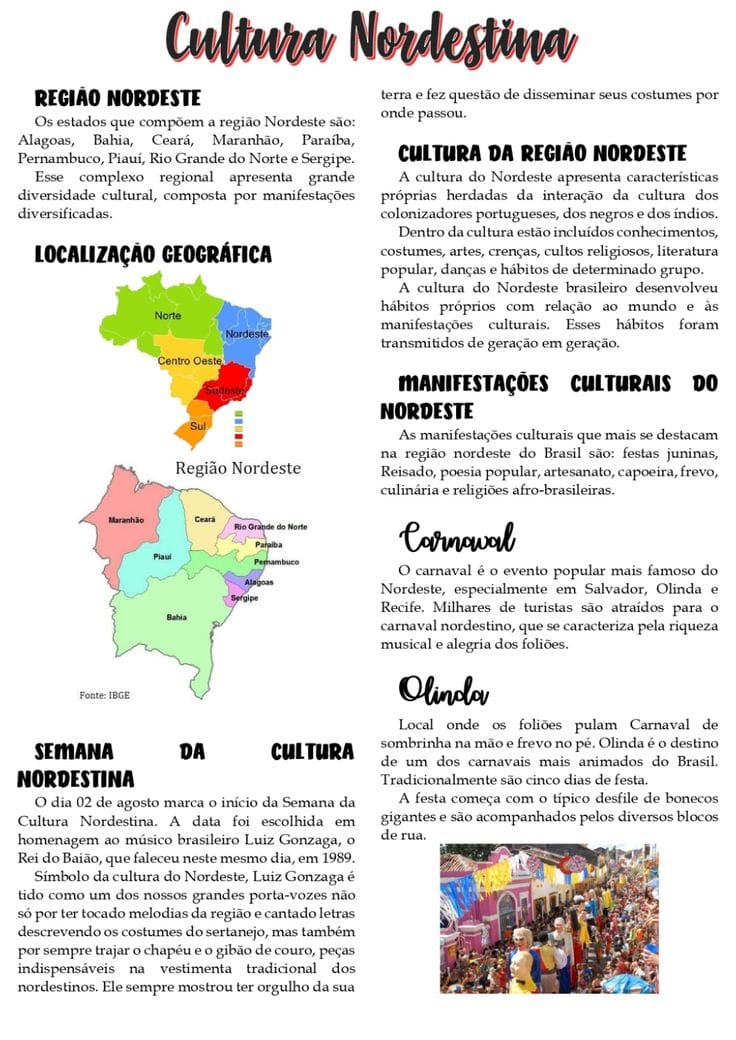 Cultura Nordestina
REGIÃO NORDESTE
Os estados que compõem a região Nordeste são:
Alagoas, Bahia, Ceará, Maranhão, Paraíba,
Pernambuco, Piauí, Rio Grande do Norte e Sergipe.
Esse complexo regional apresenta grande
diversidade cultural, composta por manifestações
diversificadas.
LOCALIZAÇÃO GEOGRÁFICA
Norte
Nordeste
Centro Oeste
Sudeste
Sul
Região Nordeste
Maranhão
Ceará
Rio Grande do Norte
Paraíba
Piauí
Pernambuco
Alagoas
Sergipe
Bahia
Fonte: IBGE
SEMANA DA CULTURA
NORDESTINA
O dia 02 de agosto marca o início da Semana da
Cultura Nordestina. A data foi escolhida em
homenagem ao músico brasileiro Luiz Gonzaga, o
Rei do Baião, que faleceu neste mesmo dia, em 1989.
Símbolo da cultura do Nordeste, Luiz Gonzaga é
tido como um dos nossos grandes porta-vozes não
só por ter tocado melodias da região e cantado letras
descrevendo os costumes do sertanejo, mas também
por sempre trajar o chapéu e o gibão de couro, peças
indispensáveis na vestimenta tradicional dos
nordestinos. Ele sempre mostrou ter orgulho da sua
terra e fez questão de disseminar seus costumes por
onde passou.
CULTURA DA REGIÃO NORDESTE
A cultura do Nordeste apresenta características
próprias herdadas da interação da cultura dos
colonizadores portugueses, dos negros e dos índios.
Dentro da cultura estão incluídos conhecimentos,
costumes, artes, crenças, cultos religiosos, literatura
popular, danças e hábitos de determinado grupo.
A cultura do Nordeste brasileiro desenvolveu
hábitos próprios com relação ao mundo e às
manifestações culturais. Esses hábitos foram
transmitidos de geração em geração.
MANIFESTAÇÕES CULTURAIS DO
NORDESTE
As manifestações culturais que mais se destacam
na região nordeste do Brasil são: festas juninas,
Reisado, poesia popular, artesanato, capoeira, frevo,
culinária e religiões afro-brasileiras.
Carnaval
O carnaval é o evento popular mais famoso do
Nordeste, especialmente em Salvador, Olinda e
Recife. Milhares de turistas são atraídos para o
carnaval nordestino, que se caracteriza pela riqueza
musical e alegria dos foliões.
Olinda
Local onde os foliões pulam Carnaval de
sombrinha na mão e frevo no pé. Olinda é o destino
de um dos carnavais mais animados do Brasil.
Tradicionalmente são cinco dias de festa.
A festa começa com o típico desfile de bonecos
gigantes e são acompanhados pelos diversos blocos
de rua.